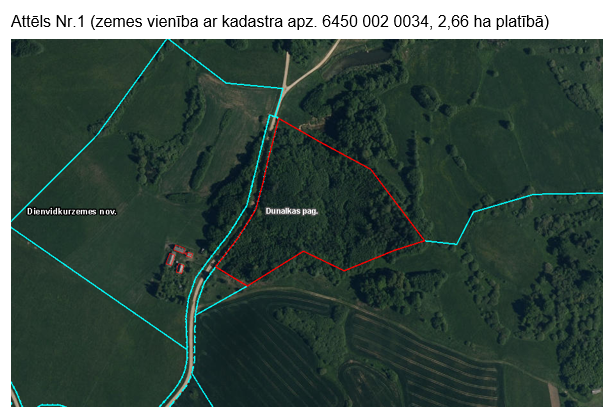 Attēls Nr.1 (zemes vienība ar kadastra apz. 6450 002 0034, 2,66 ha platībā)
Dienvidkurzemes nov.
Dunalkas pag.